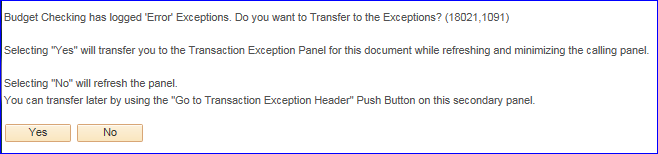 Budget Checking has logged 'Error' Exceptions. Do you want to Transfer to the Exceptions? (18021,1091)
Selecting "Yes" will transfer you to the Transaction Exception Panel for this document while refreshing and minimizing the calling panel.
Selecting "No" will refresh the panel.
You can transfer later by using the "Go to Transaction Exception Header" Push Button on this secondary panel.
Yes No